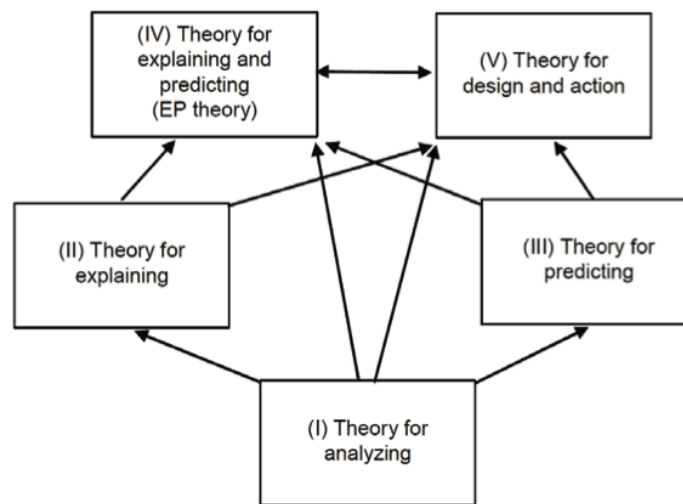 (IV) Theory for
explaining and
predicting
(EP theory)
(V) Theory for
design and action
(II) Theory for
explaining
(III) Theory for
predicting
(I) Theory for
analyzing